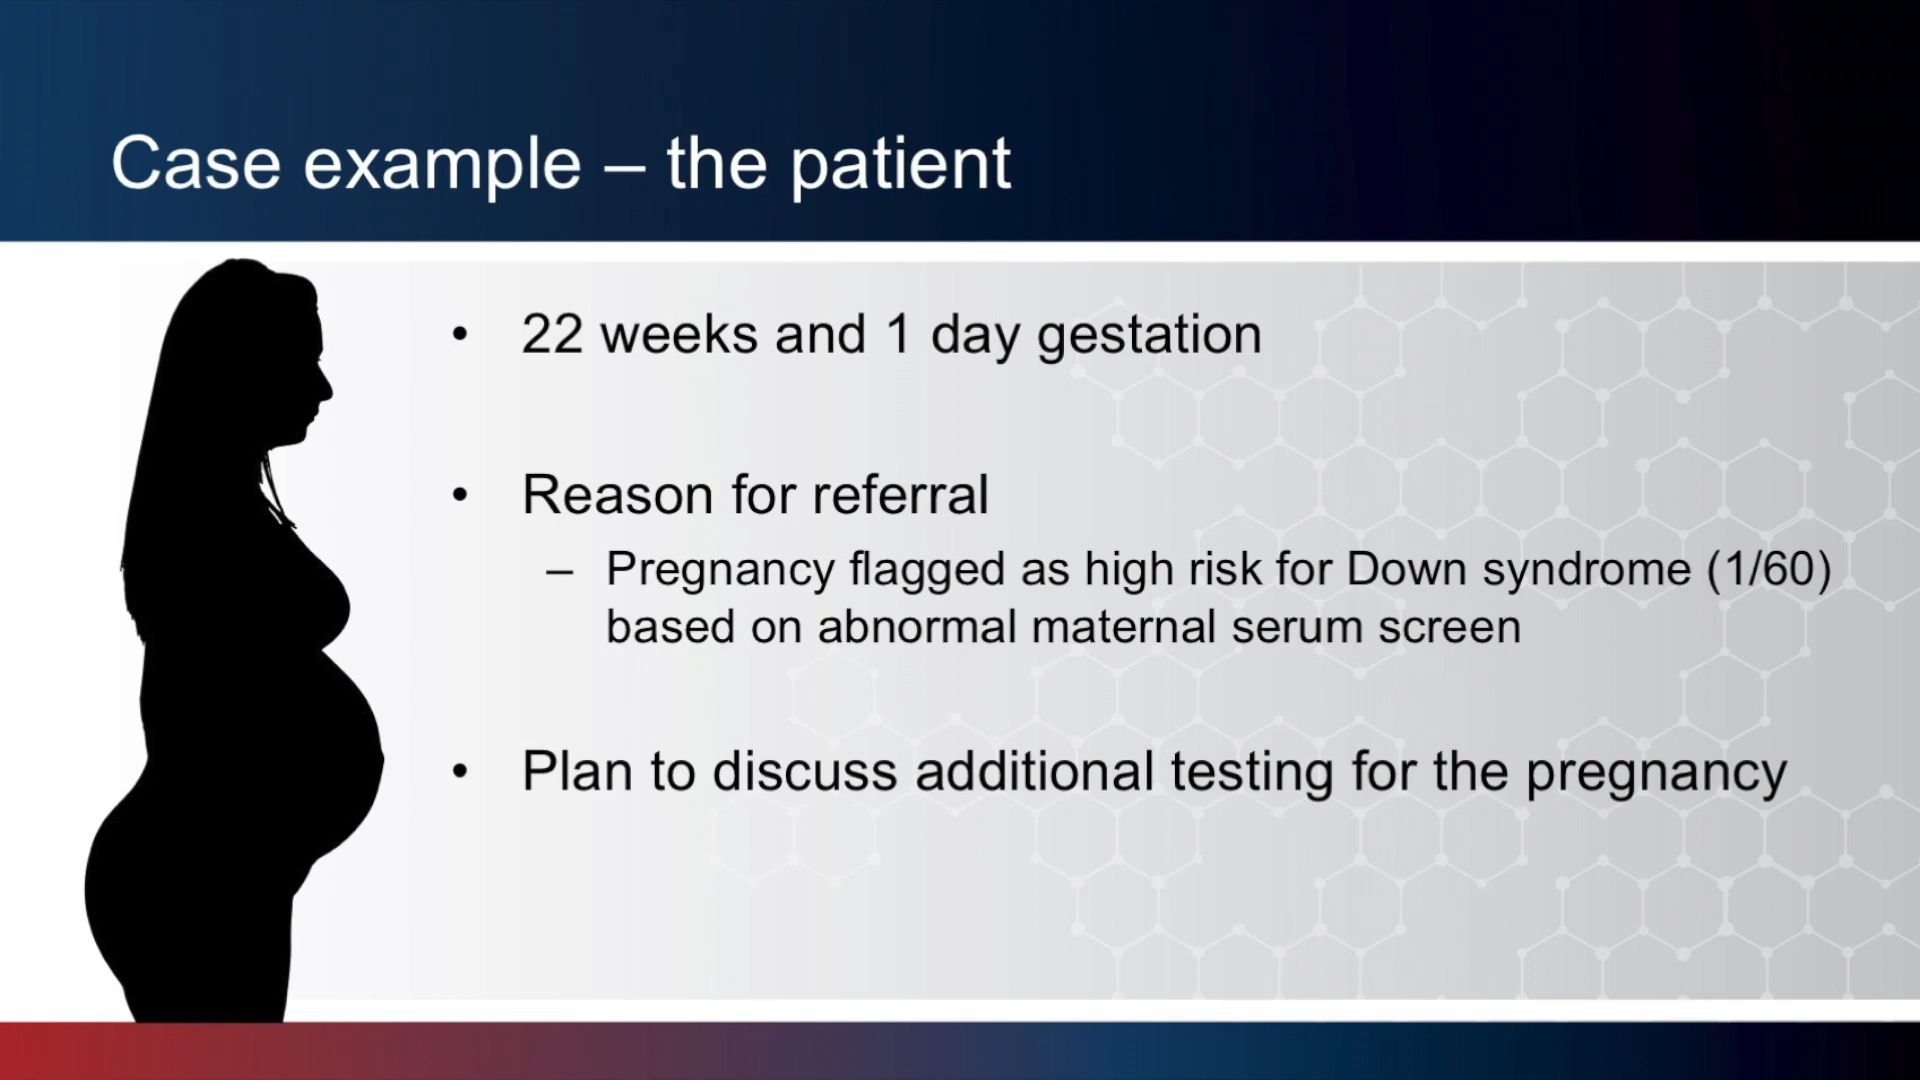 Case example – the patient
• 22 weeks and 1 day gestation
• Reason for referral
– Pregnancy flagged as high risk for Down syndrome (1/60)
based on abnormal maternal serum screen
• Plan to discuss additional testing for the pregnancy